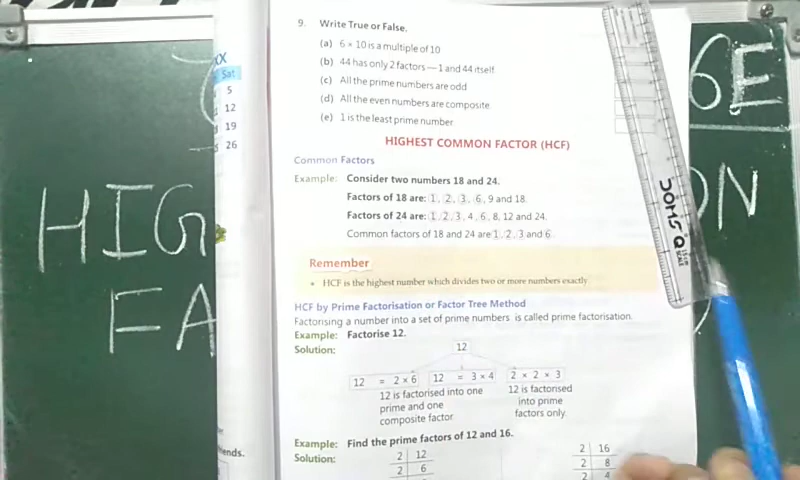 9. Write True or False.
(a) 6 × 10 is a multiple of 10
(b) 44 has only 2 factors—1 and 44 itself
(c) All the prime numbers are odd
(d) All the even numbers are composite
(e) 1 is the least prime number
HIGHEST COMMON FACTOR (HCF)
Common Factors
Example: Consider two numbers 18 and 24.
Factors of 18 are: 1, 2, 3, 6, 9 and 18.
Factors of 24 are: 1, 2, 3, 4, 6, 8, 12 and 24.
Common factors of 18 and 24 are 1, 2, 3 and 6.
Remember
• HCF is the highest number which divides two or more numbers exactly
HCF by Prime Factorisation or Factor Tree Method
Factorising a number into a set of prime numbers is called prime factorisation.
Example: Factorise 12.
Solution: 12
12 = 2 × 6 12 = 3 × 4 2 × 2 × 3
12 is factorised into one prime and one composite factor
12 is factorised into prime factors only.
Example: Find the prime factors of 12 and 16.
Solution: 2 12 2 16
2 6 2 8
2 4
XX
Sat
5
12
19
26
ends.
HIG
FA
6E
ON
DOMS